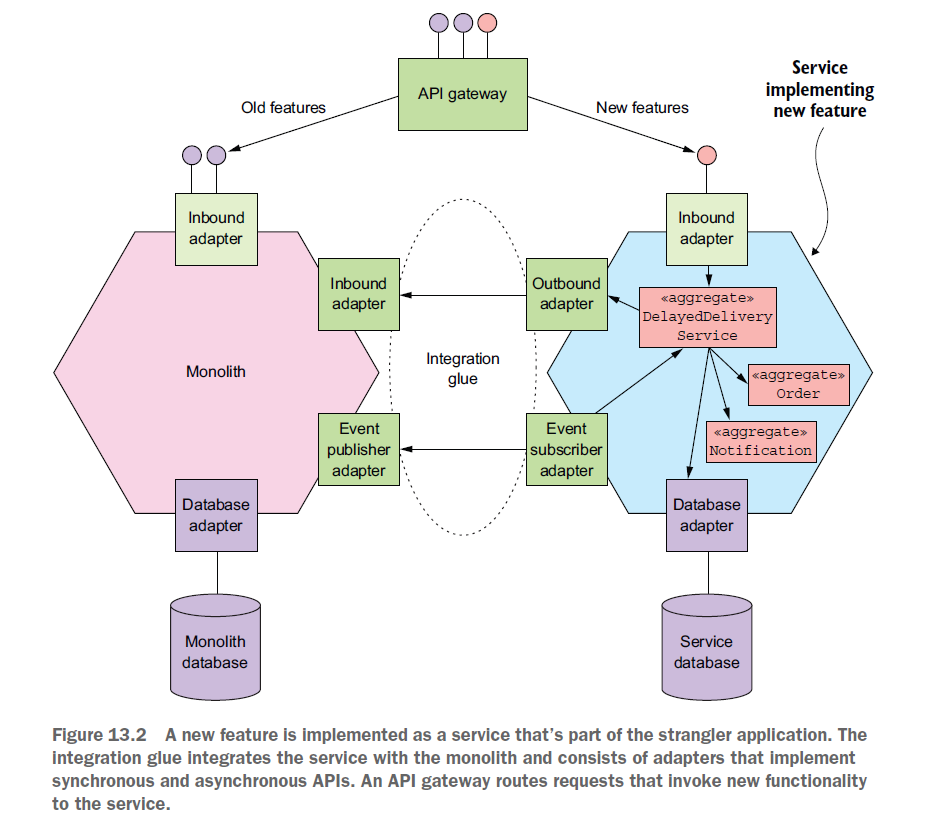 API gateway
Old features
New features
Service
implementing
new feature
Inbound
adapter
Inbound
adapter
Inbound
adapter
Outbound
adapter
«aggregate»
DelayedDelivery
Service
Monolith
Integration
glue
«aggregate»
Order
Event
publisher
adapter
Event
subscriber
adapter
«aggregate»
Notification
Database
adapter
Database
adapter
Monolith
database
Service
database
Figure 13.2 A new feature is implemented as a service that’s part of the strangler application. The
integration glue integrates the service with the monolith and consists of adapters that implement
synchronous and asynchronous APIs. An API gateway routes requests that invoke new functionality
to the service.